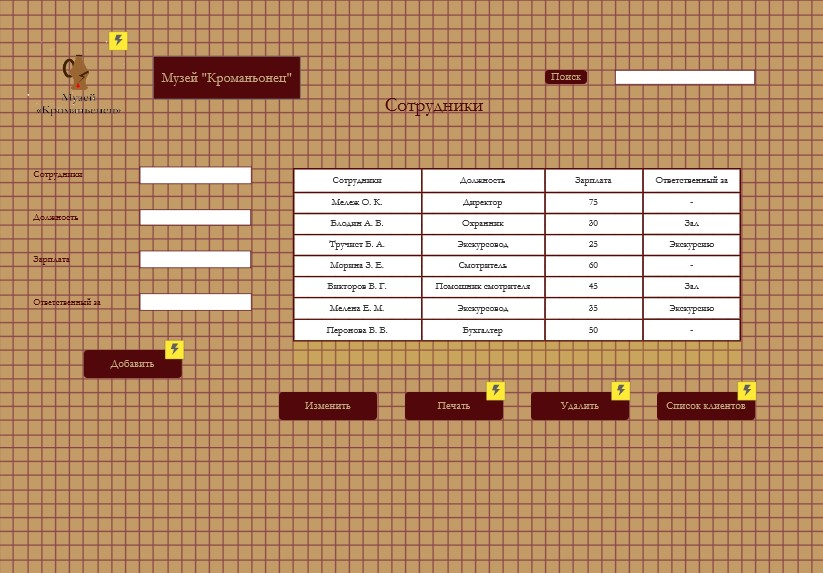 Музей "Кроманьонец"
Поиск
Музей
«Кроманьонец»
Сотрудники
Сотрудники
Должность
Зарплата
Ответственный за
Сотрудники Должность Зарплата Ответственный за
Мележ О. К. Директор 75 -
Блодин А. В. Охранник 30 Зал
Тручист Б. А. Экскурсовод 25 Экскурсию
Морина З. Е. Смотритель 60 -
Викторов В. Г. Помощник смотрителя 45 Зал
Мелена Е. М. Экскурсовод 35 Экскурсию
Перонова В. В. Бухгалтер 50 -
Добавить
Изменить Печать Удалить Список клиентов